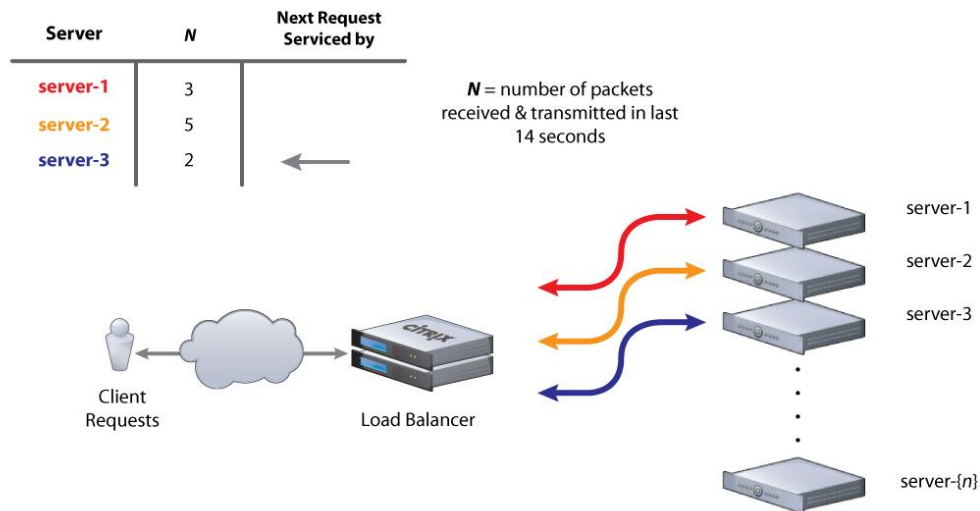 Server N Next Request
Serviced by
server-1 3
server-2 5
server-3 2
N = number of packets
received & transmitted in last
14 seconds
server-1
server-2
server-3
CITRIX
Client
Requests
Load Balancer
server-{n}